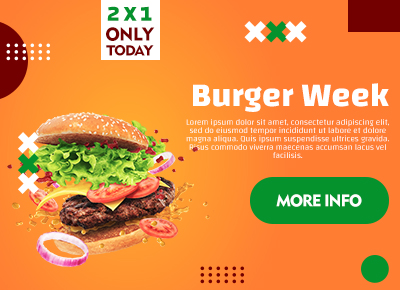 2 X 1
ONLY
TODAY
Burger Week
Lorem ipsum dolor sit amet, consectetur adipiscing elit,
sed do eiusmod tempor incididunt ut labore et dolore
magna aliqua. Quis ipsum suspendisse ultrices gravida.
Risus commodo viverra maecenas accumsan lacus vel
facilisis.
MORE INFO